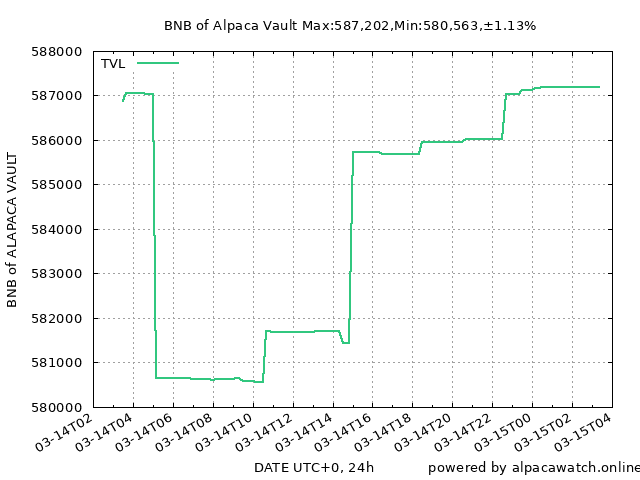 BNB of Alpaca Vault Max:587,202,Min:580,563,±1.13%
TVL
588000
587000
586000
585000
584000
583000
582000
581000
580000
BNB of ALAPACA VAULT
03-14T02
03-14T04
03-14T06
03-14T08
03-14T10
03-14T12
03-14T14
03-14T16
03-14T18
03-14T20
03-14T22
03-15T00
03-15T02
03-15T04
DATE UTC+0, 24h
powered by alpacawatch.online